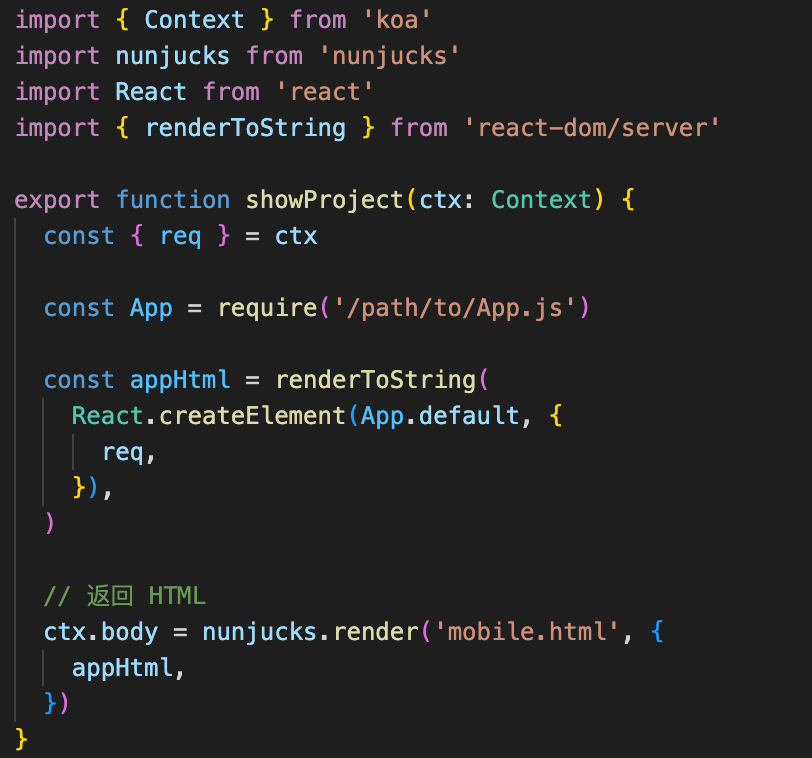 import { Context } from 'koa'
import nunjucks from 'nunjucks'
import React from 'react'
import { renderToString } from 'react-dom/server'
export function showProject(ctx: Context) {
const { req } = ctx
const App = require('/path/to/App.js')
const appHtml = renderToString(
React.createElement(App.default, {
req,
}),
)
// 返回 HTML
ctx.body = nunjucks.render('mobile.html', {
appHtml,
})
}